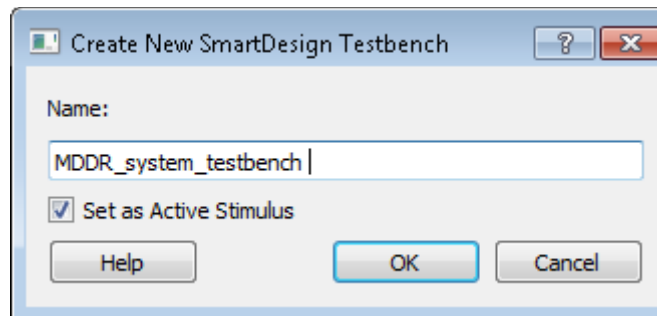 Create New SmartDesign Testbench
Name:
MDDR_system_testbench
Set as Active Stimulus
Help OK Cancel